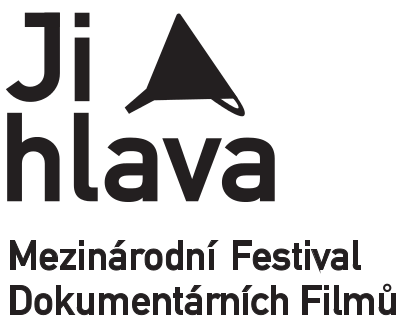 Ji
hlava
Mezinárodní Festival
Dokumentárních Filmů